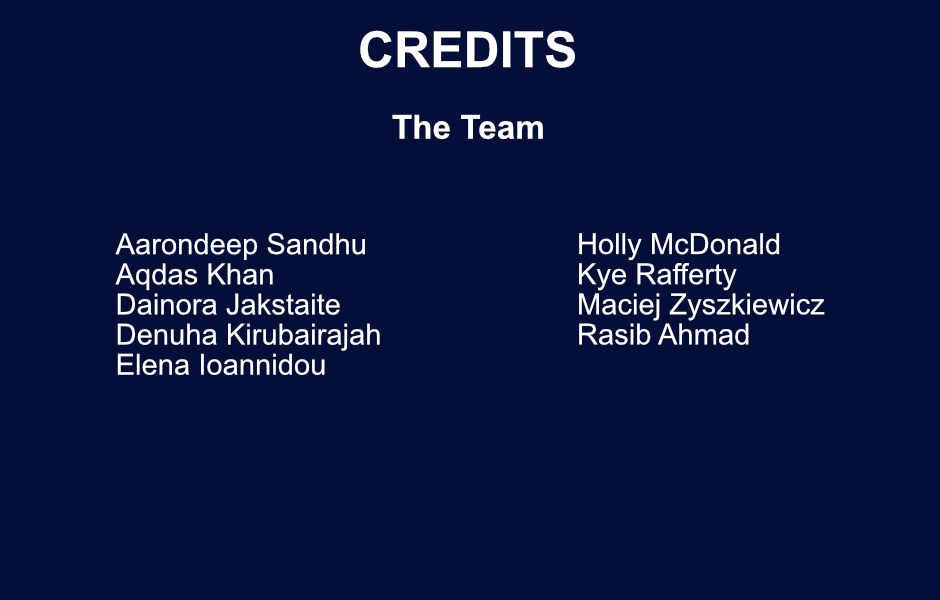 CREDITS
The Team
Aarondeep Sandhu
Aqdas Khan
Dainora Jakstaite
Denuha Kirubairajah
Elena Ioannidou
Holly McDonald
Kye Rafferty
Maciej Zyszkiewicz
Rasib Ahmad